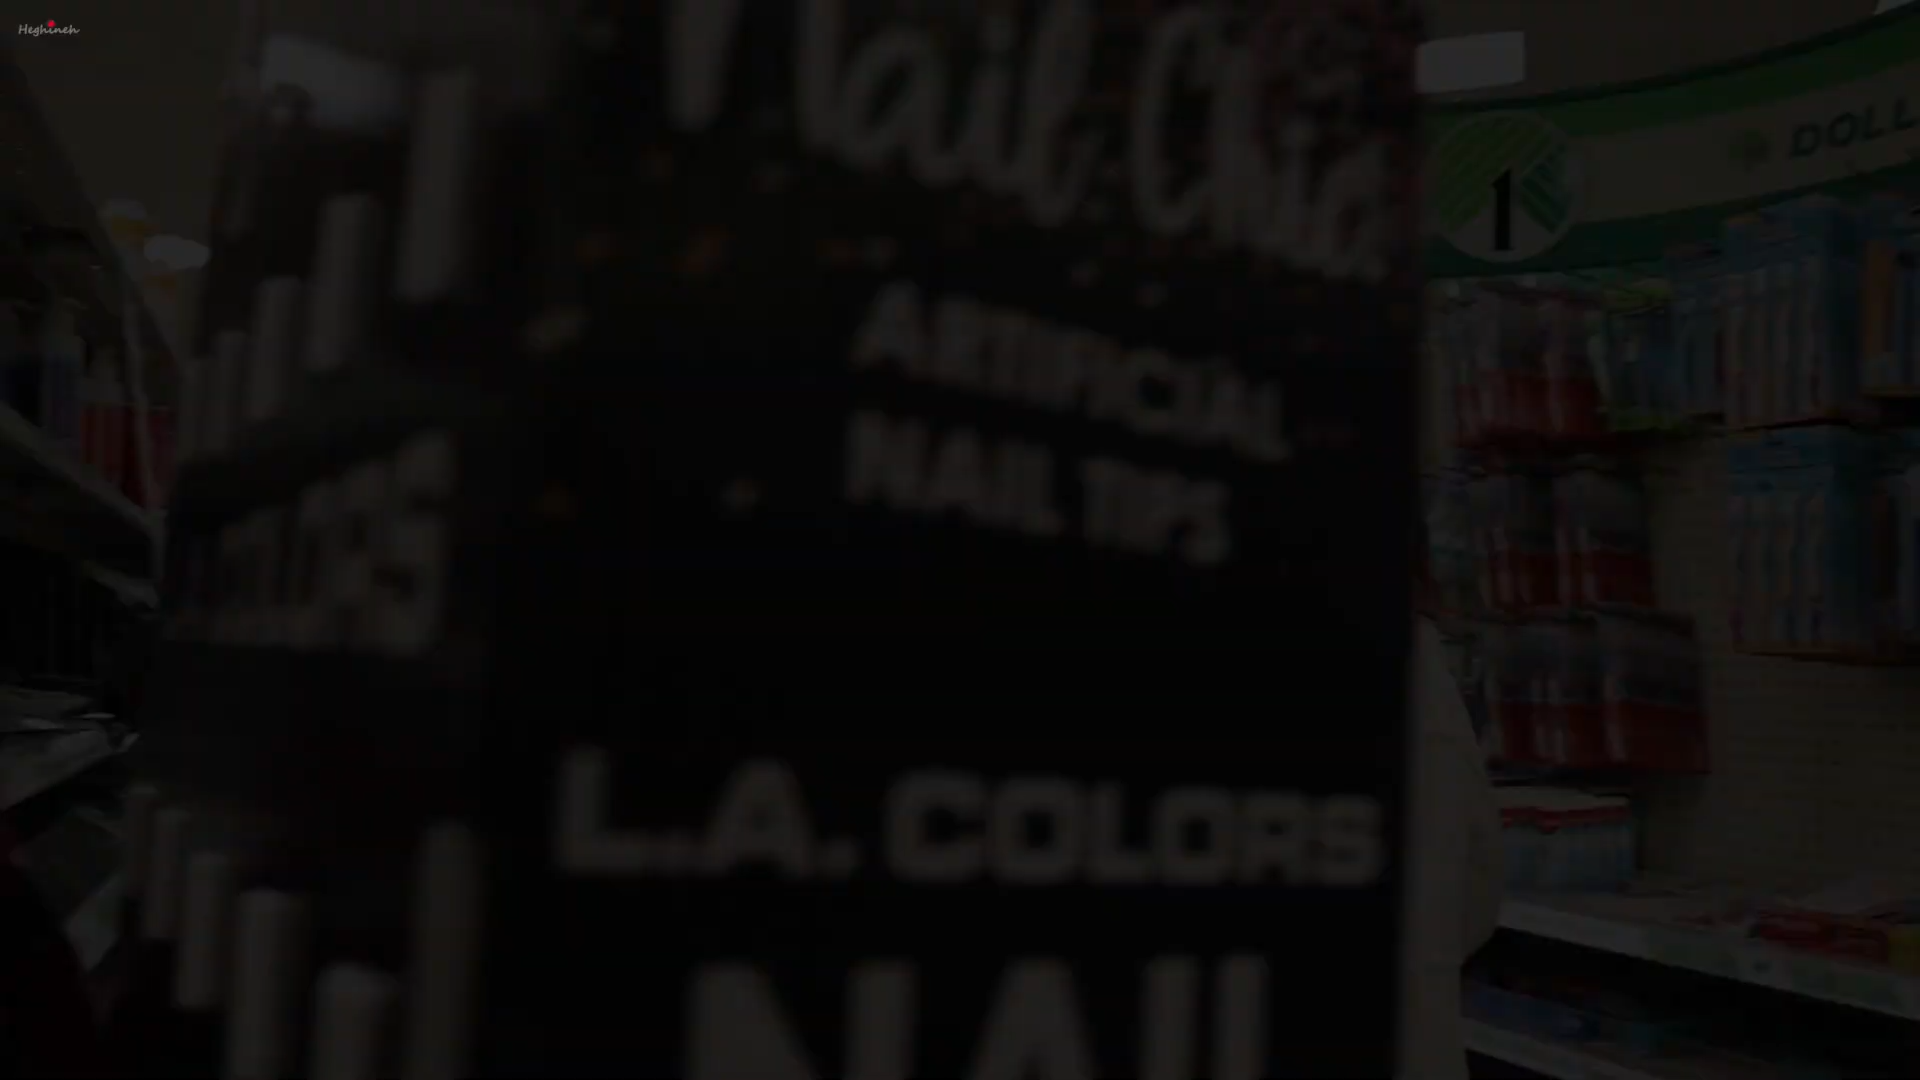 Heghineh
Nail Chic
ARTIFICIAL
NAIL TIPS
L.A. COLORS
NAIL
1
DOLL